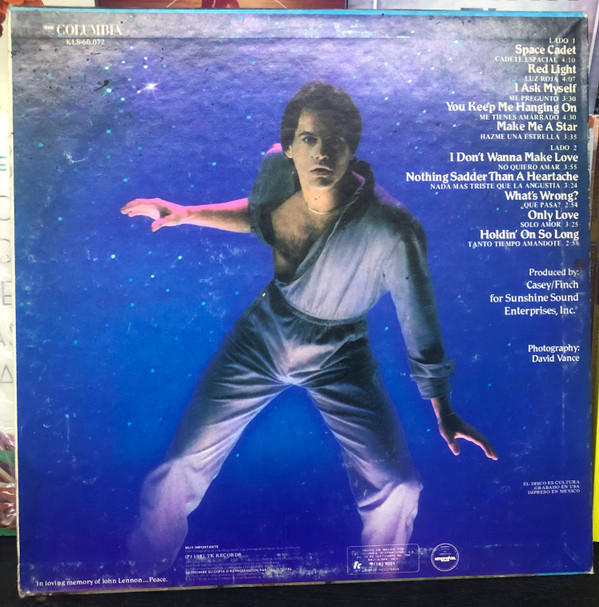 COLUMBIA
KLS-60,072
LADO 1
Space Cadet
CADETE ESPACIAL 4:10
Red Light
LUZ ROJA 4:07
I Ask Myself
ME PREGUNTO 3:30
You Keep Me Hanging On
ME TIENES AMARRADO 4:30
Make Me A Star
HAZME UNA ESTRELLA 3:35
LADO 2
I Don't Wanna Make Love
NO QUIERO AMAR 3:55
Nothing Sadder Than A Heartache
NADA MAS TRISTE QUE LA ANGUSTIA 3:24
What's Wrong?
¿QUE PASA? 2:54
Only Love
SOLO AMOR 3:25
Holdin' On So Long
TANTO TIEMPO AMANDOTE 2:56
Produced by:
Casey/Finch
for Sunshine Sound
Enterprises, Inc.
Photography:
David Vance
EL DISCO ES CULTURA
GRABADO EN USA
IMPRESO EN MEXICO
MUY IMPORTANTE
(P) 1981 TK RECORDS
In loving memory of John Lennon... Peace.